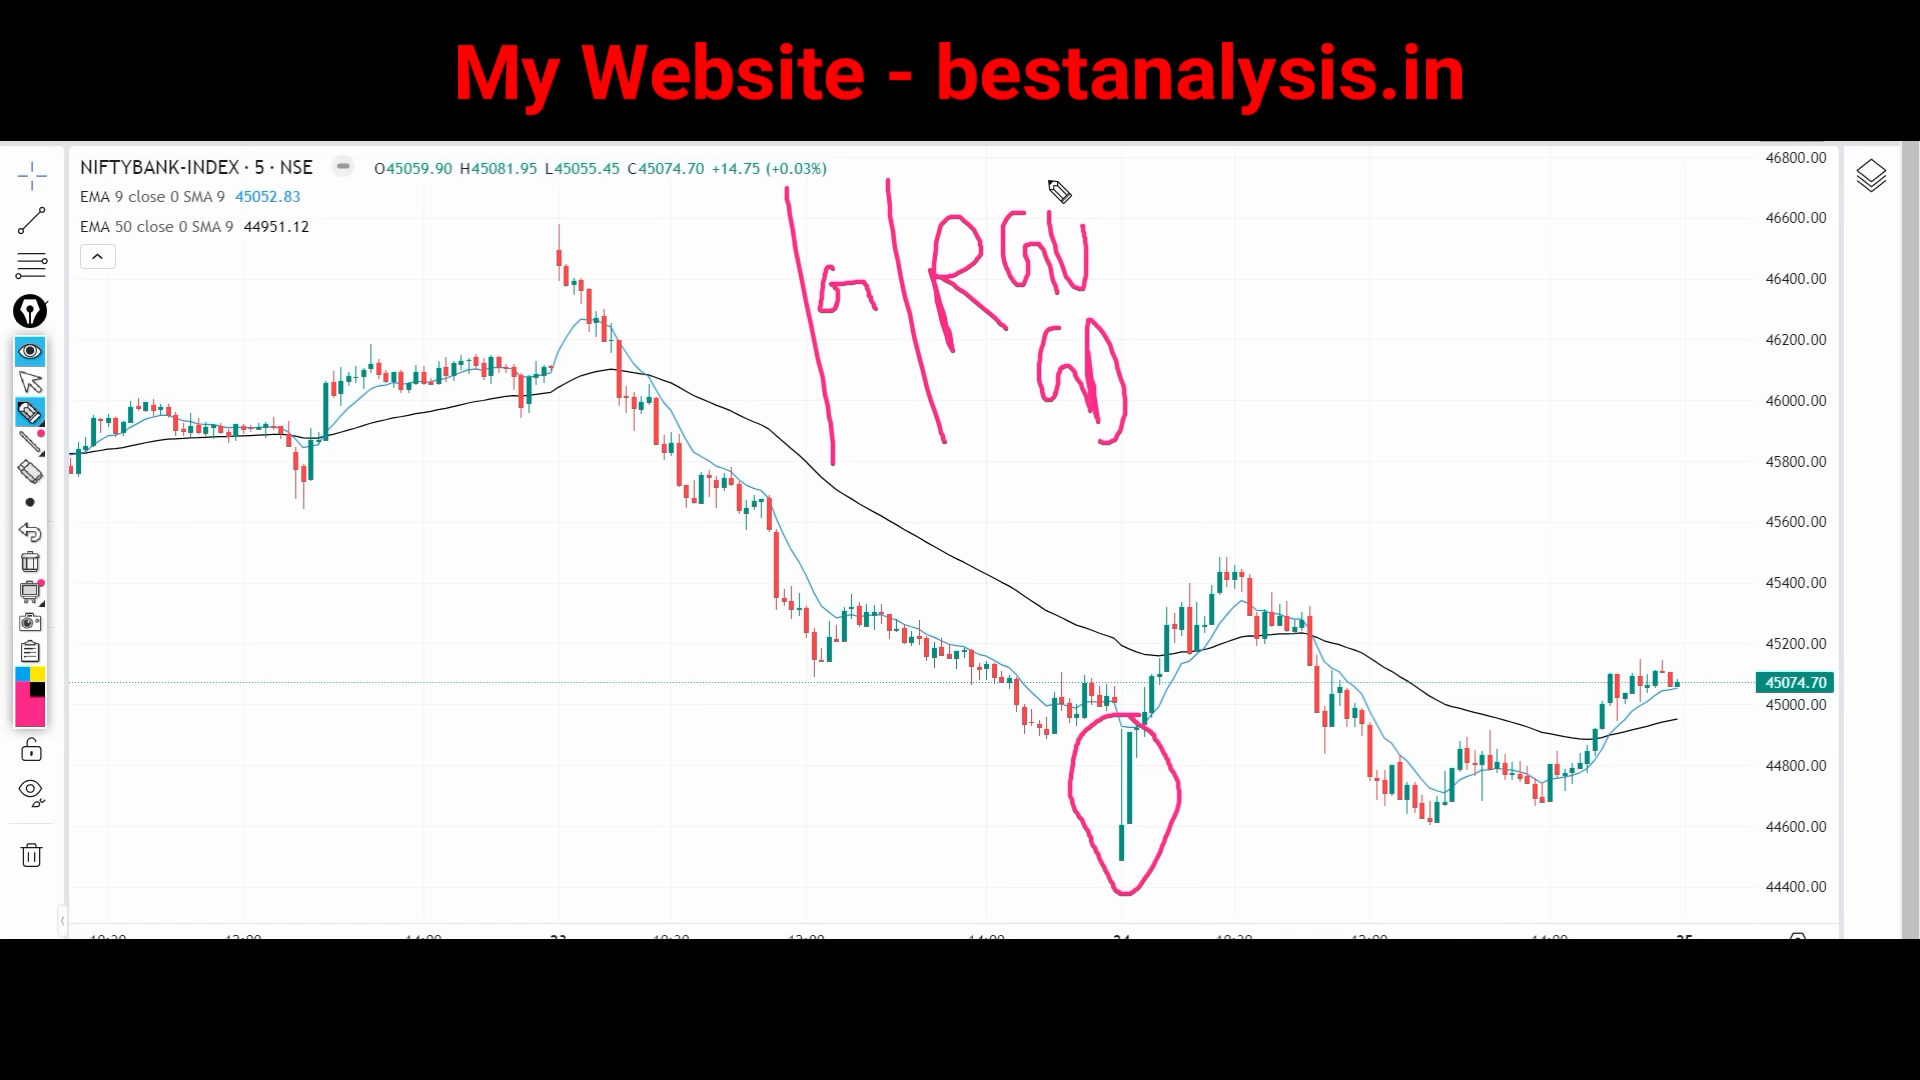 My Website - bestanalysis.in
NIFTYBANK-INDEX · 5 · NSE O45059.90 H45081.95 L45055.45 C45074.70 +14.75 (+0.03%)
EMA 9 close 0 SMA 9 45052.83
EMA 50 close 0 SMA 9 44951.12
G R GU
GD
46800.00
46600.00
46400.00
46200.00
46000.00
45800.00
45600.00
45400.00
45200.00
45074.70
45000.00
44800.00
44600.00
44400.00